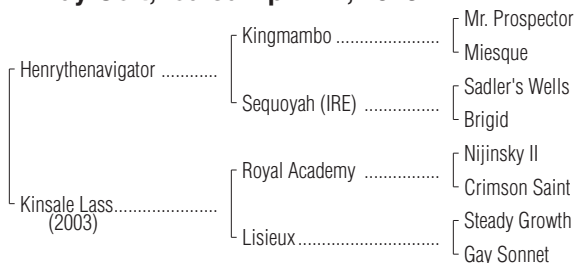 Mr. Prospector
Kingmambo ..................
Miesque
Henrythenavigator ............
Sadler's Wells
Sequoyah (IRE) .................
Brigid
Nijinsky II
Royal Academy .................
Crimson Saint
Kinsale Lass.......................
(2003)
Steady Growth
Lisieux................................
Gay Sonnet